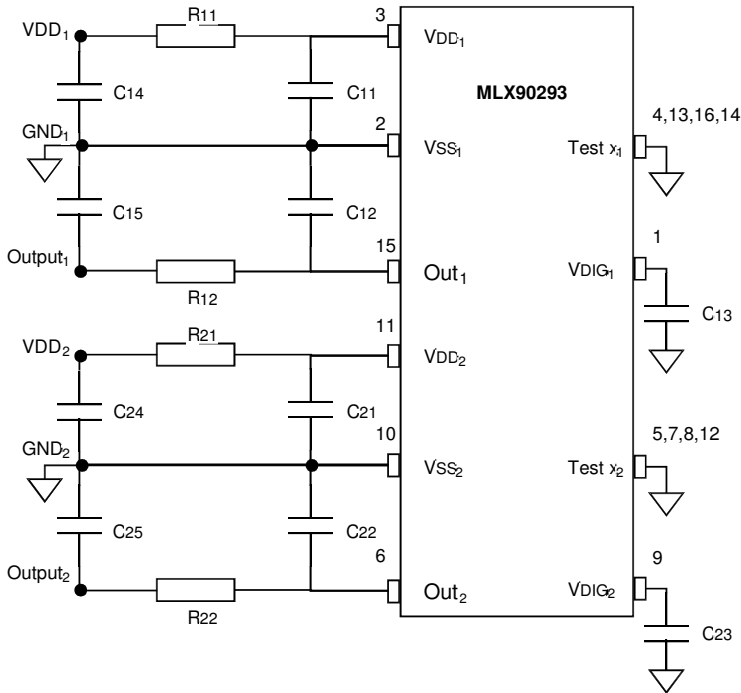 R11
3
VDD1
VDD1
C14
C11
MLX90293
4,13,16,14
GND1
2
VSS1
Test x1
C15
C12
1
Output1
15
Out1
VDIG1
R12
C13
VDD2
R21
11
VDD2
C24
C21
5,7,8,12
GND2
10
VSS2
Test x2
C25
C22
9
Output2
6
Out2
VDIG2
R22
C23